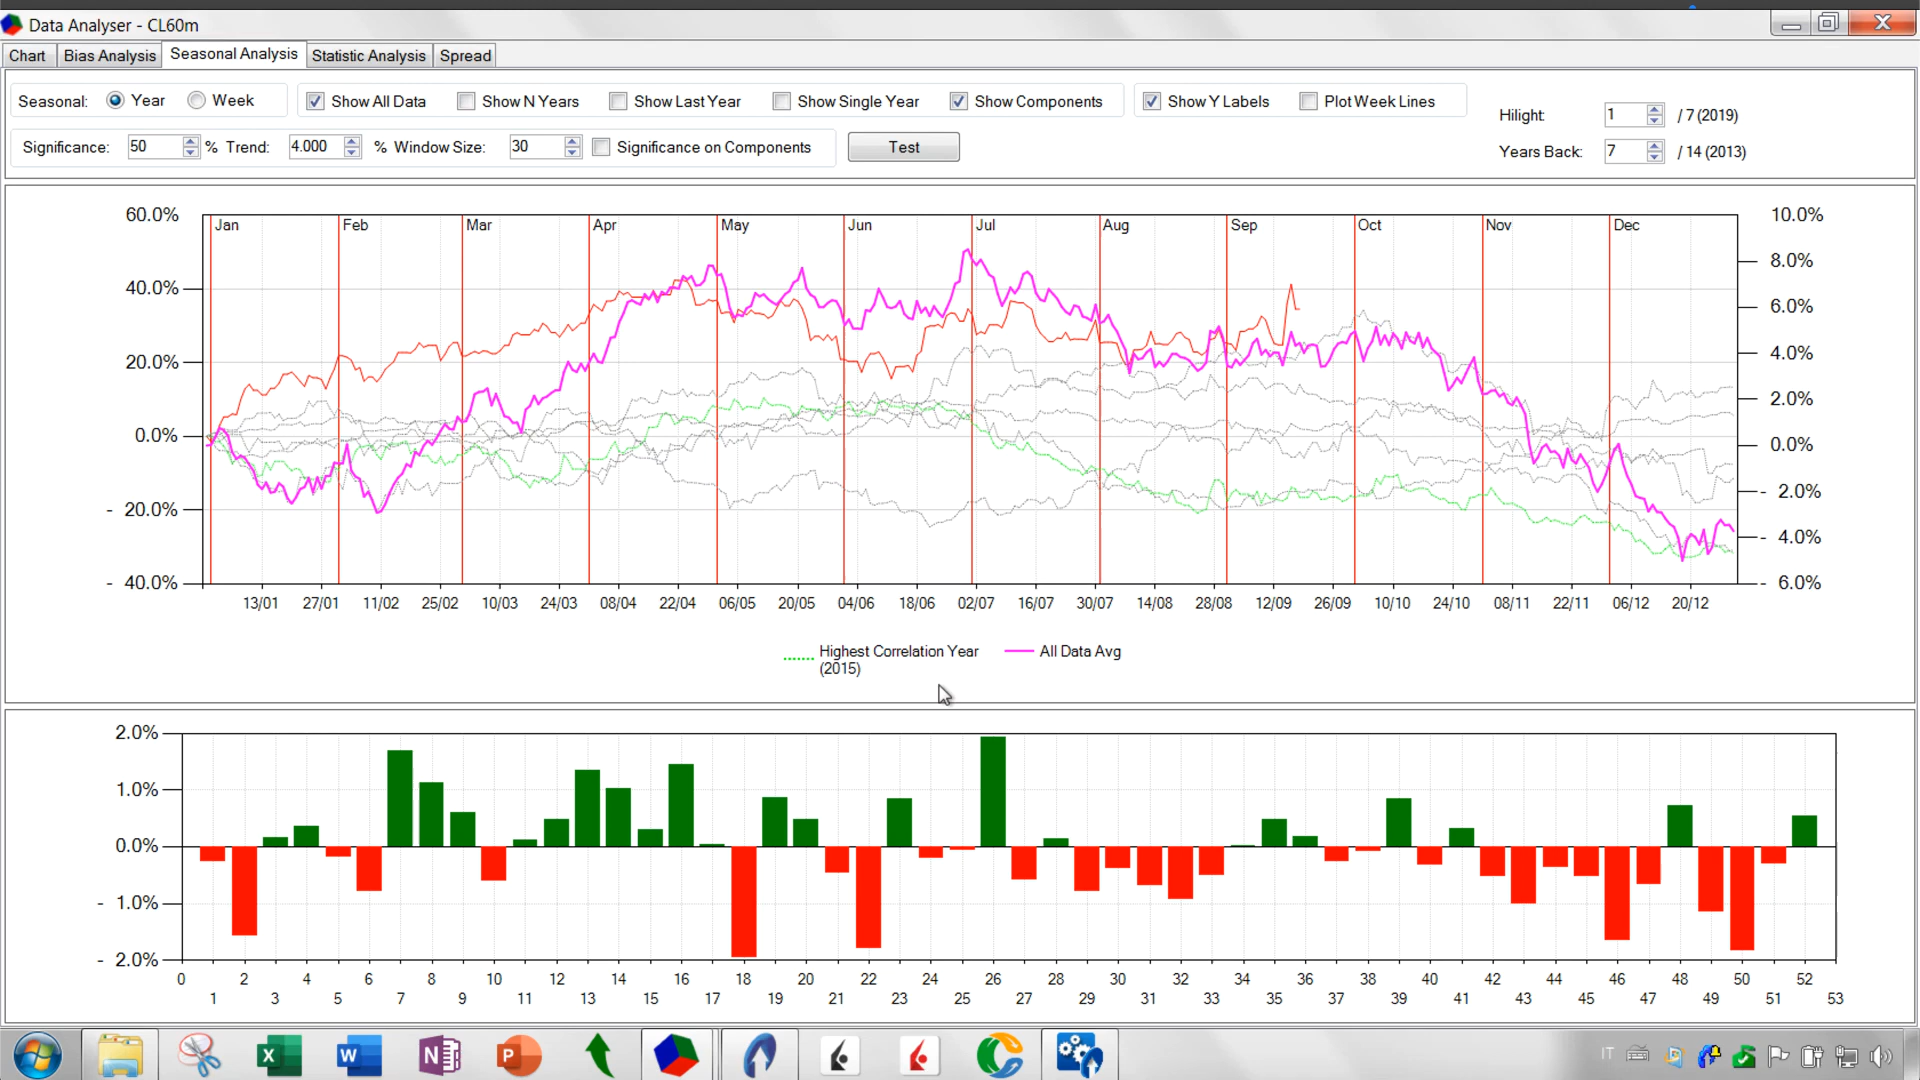 Data Analyser - CL60m
Chart Bias Analysis Seasonal Analysis Statistic Analysis Spread
Seasonal: Year Week Show All Data Show N Years Show Last Year Show Single Year Show Components Show Y Labels Plot Week Lines
Hilight: 1 / 7 (2019)
Significance: 50 % Trend: 4.000 % Window Size: 30 Significance on Components Test
Years Back: 7 / 14 (2013)
60.0% 10.0%
Jan Feb Mar Apr May Jun Jul Aug Sep Oct Nov Dec
8.0%
40.0%
6.0%
20.0% 4.0%
2.0%
0.0% 0.0%
- 2.0%
- 20.0%
- 4.0%
- 40.0% - 6.0%
13/01 27/01 11/02 25/02 10/03 24/03 08/04 22/04 06/05 20/05 04/06 18/06 02/07 16/07 30/07 14/08 28/08 12/09 26/09 10/10 24/10 08/11 22/11 06/12 20/12
Highest Correlation Year All Data Avg
(2015)
2.0%
1.0%
0.0%
- 1.0%
- 2.0%
0 2 4 6 8 10 12 14 16 18 20 22 24 26 28 30 32 34 36 38 40 42 44 46 48 50 52
1 3 5 7 9 11 13 15 17 19 21 23 25 27 29 31 33 35 37 39 41 43 45 47 49 51 53
X W N P IT